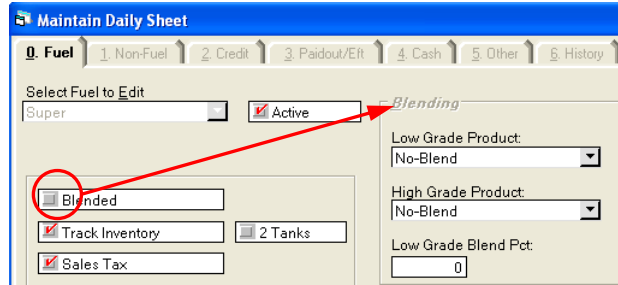 Maintain Daily Sheet
0. Fuel 1. Non-Fuel 2. Credit 3. Paidout/Eft 4. Cash 5. Other 6. History
Select Fuel to Edit
Super
Active
Blended
Track Inventory
2 Tanks
Sales Tax
Blending
Low Grade Product:
No-Blend
High Grade Product:
No-Blend
Low Grade Blend Pct:
0